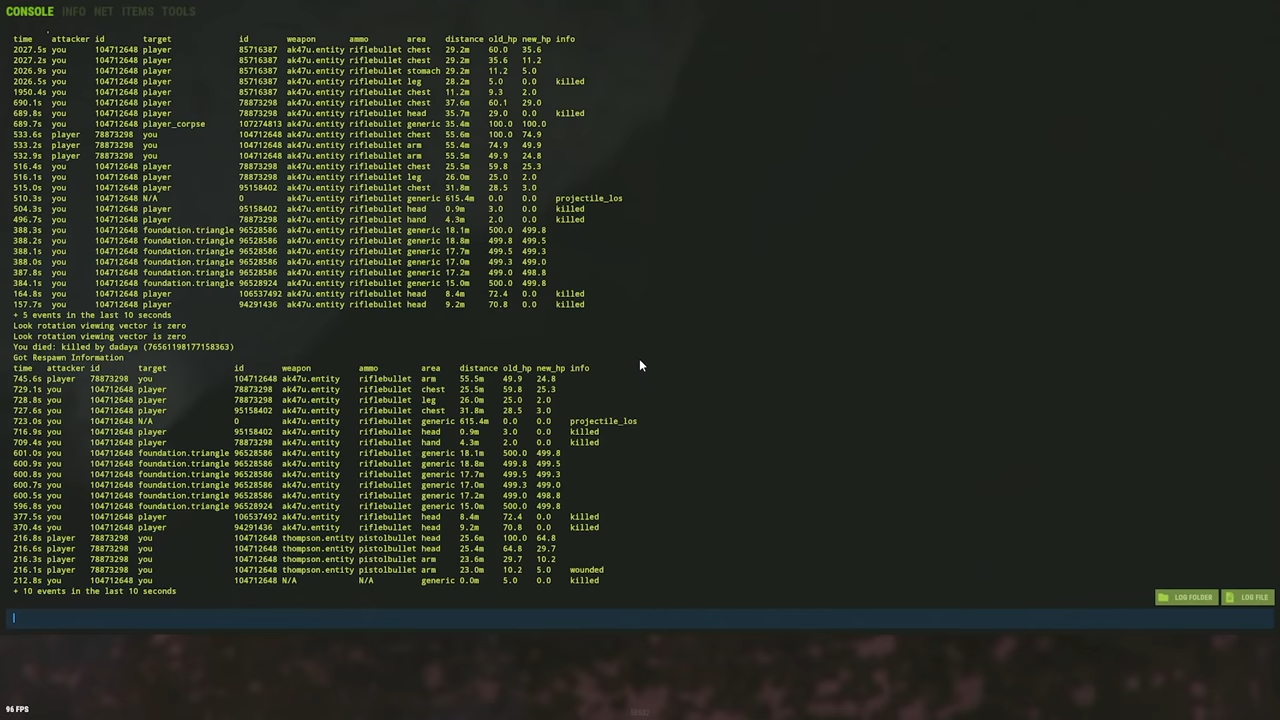 CONSOLE INFO NET ITEMS TOOLS
time attacker id target id weapon ammo area distance old_hp new_hp info
2027.5s you 104712648 player 85716387 ak47u.entity riflebullet chest 29.2m 60.0 35.6
2027.2s you 104712648 player 85716387 ak47u.entity riflebullet chest 29.2m 35.6 11.2
2026.9s you 104712648 player 85716387 ak47u.entity riflebullet stomach 29.2m 11.2 5.0
2026.5s you 104712648 player 85716387 ak47u.entity riflebullet leg 28.2m 5.0 0.0 killed
1950.4s you 104712648 player 85716387 ak47u.entity riflebullet chest 11.2m 9.3 2.0
690.1s you 104712648 player 78873298 ak47u.entity riflebullet chest 37.6m 60.1 29.0
689.8s you 104712648 player 78873298 ak47u.entity riflebullet head 35.7m 29.0 0.0 killed
689.7s you 104712648 player_corpse 107274813 ak47u.entity riflebullet generic 35.4m 100.0 100.0
533.6s player 78873298 you 104712648 ak47u.entity riflebullet chest 55.6m 100.0 74.9
533.2s player 78873298 you 104712648 ak47u.entity riflebullet arm 55.4m 74.9 49.9
532.9s player 78873298 you 104712648 ak47u.entity riflebullet arm 55.5m 49.9 24.8
516.4s you 104712648 player 78873298 ak47u.entity riflebullet chest 25.5m 59.8 25.3
516.1s you 104712648 player 78873298 ak47u.entity riflebullet leg 26.0m 25.0 2.0
515.0s you 104712648 player 95158402 ak47u.entity riflebullet chest 31.8m 28.5 3.0
510.3s you 104712648 N/A 0 ak47u.entity riflebullet generic 615.4m 0.0 0.0 projectile_los
504.3s you 104712648 player 95158402 ak47u.entity riflebullet head 0.9m 3.0 0.0 killed
496.7s you 104712648 player 78873298 ak47u.entity riflebullet hand 4.3m 2.0 0.0 killed
388.3s you 104712648 foundation.triangle 96528586 ak47u.entity riflebullet generic 18.1m 500.0 499.8
388.2s you 104712648 foundation.triangle 96528586 ak47u.entity riflebullet generic 18.8m 499.8 499.5
388.1s you 104712648 foundation.triangle 96528586 ak47u.entity riflebullet generic 17.7m 499.5 499.3
388.0s you 104712648 foundation.triangle 96528586 ak47u.entity riflebullet generic 17.0m 499.3 499.0
387.8s you 104712648 foundation.triangle 96528586 ak47u.entity riflebullet generic 17.2m 499.0 498.8
384.1s you 104712648 foundation.triangle 96528924 ak47u.entity riflebullet generic 15.0m 500.0 499.8
164.8s you 104712648 player 106537492 ak47u.entity riflebullet head 8.4m 72.4 0.0 killed
157.7s you 104712648 player 94291436 ak47u.entity riflebullet head 9.2m 70.8 0.0 killed
+ 5 events in the last 10 seconds
Look rotation viewing vector is zero
Look rotation viewing vector is zero
You died: killed by dadaya (76561198177158363)
Got Respawn Information
time attacker id target id weapon ammo area distance old_hp new_hp info
745.6s player 78873298 you 104712648 ak47u.entity riflebullet arm 55.5m 49.9 24.8
729.1s you 104712648 player 78873298 ak47u.entity riflebullet chest 25.5m 59.8 25.3
728.8s you 104712648 player 78873298 ak47u.entity riflebullet leg 26.0m 25.0 2.0
727.6s you 104712648 player 95158402 ak47u.entity riflebullet chest 31.8m 28.5 3.0
723.0s you 104712648 N/A 0 ak47u.entity riflebullet generic 615.4m 0.0 0.0 projectile_los
716.9s you 104712648 player 95158402 ak47u.entity riflebullet head 0.9m 3.0 0.0 killed
709.4s you 104712648 player 78873298 ak47u.entity riflebullet hand 4.3m 2.0 0.0 killed
601.0s you 104712648 foundation.triangle 96528586 ak47u.entity riflebullet generic 18.1m 500.0 499.8
600.9s you 104712648 foundation.triangle 96528586 ak47u.entity riflebullet generic 18.8m 499.8 499.5
600.8s you 104712648 foundation.triangle 96528586 ak47u.entity riflebullet generic 17.7m 499.5 499.3
600.7s you 104712648 foundation.triangle 96528586 ak47u.entity riflebullet generic 17.0m 499.3 499.0
600.5s you 104712648 foundation.triangle 96528586 ak47u.entity riflebullet generic 17.2m 499.0 498.8
596.8s you 104712648 foundation.triangle 96528924 ak47u.entity riflebullet generic 15.0m 500.0 499.8
377.5s you 104712648 player 106537492 ak47u.entity riflebullet head 8.4m 72.4 0.0 killed
370.4s you 104712648 player 94291436 ak47u.entity riflebullet head 9.2m 70.8 0.0 killed
216.8s player 78873298 you 104712648 thompson.entity pistolbullet head 25.6m 100.0 64.8
216.6s player 78873298 you 104712648 thompson.entity pistolbullet head 25.4m 64.8 29.7
216.3s player 78873298 you 104712648 thompson.entity pistolbullet arm 23.6m 29.7 10.2
216.1s player 78873298 you 104712648 thompson.entity pistolbullet arm 23.0m 10.2 5.0 wounded
212.8s you 104712648 you 104712648 N/A N/A generic 0.0m 5.0 0.0 killed
+ 10 events in the last 10 seconds
LOG FOLDER LOG FILE
96 FPS